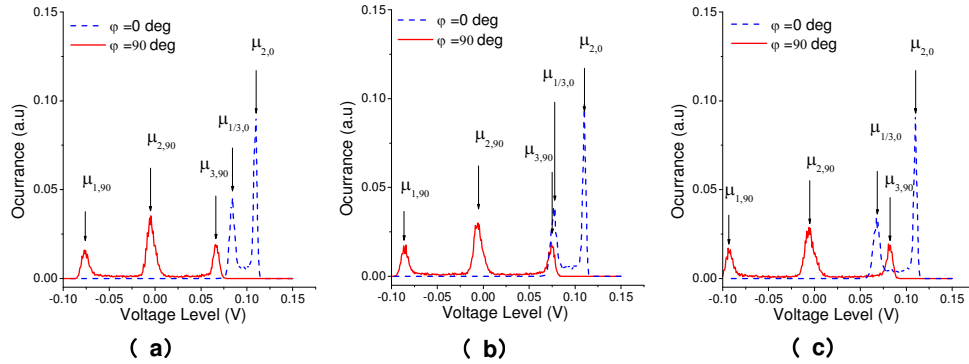 φ =0 deg
φ =90 deg
μ2,0
μ1/3,0
μ2,90
μ3,90
μ1,90
Ocurrance (a.u)
0.15
0.10
0.05
0.00
-0.10 -0.05 0.00 0.05 0.10 0.15
Voltage Level (V)
( a)
φ =0 deg
φ =90 deg
μ2,0
μ1/3,0
μ2,90
μ3,90
μ1,90
Ocurrance (a.u)
0.15
0.10
0.05
0.00
-0.10 -0.05 0.00 0.05 0.10 0.15
Voltage Level (V)
( b)
φ =0 deg
φ =90 deg
μ2,0
μ1/3,0
μ2,90
μ3,90
μ1,90
Ocurrance (a.u)
0.15
0.10
0.05
0.00
-0.10 -0.05 0.00 0.05 0.10 0.15
Voltage Level (V)
( c)